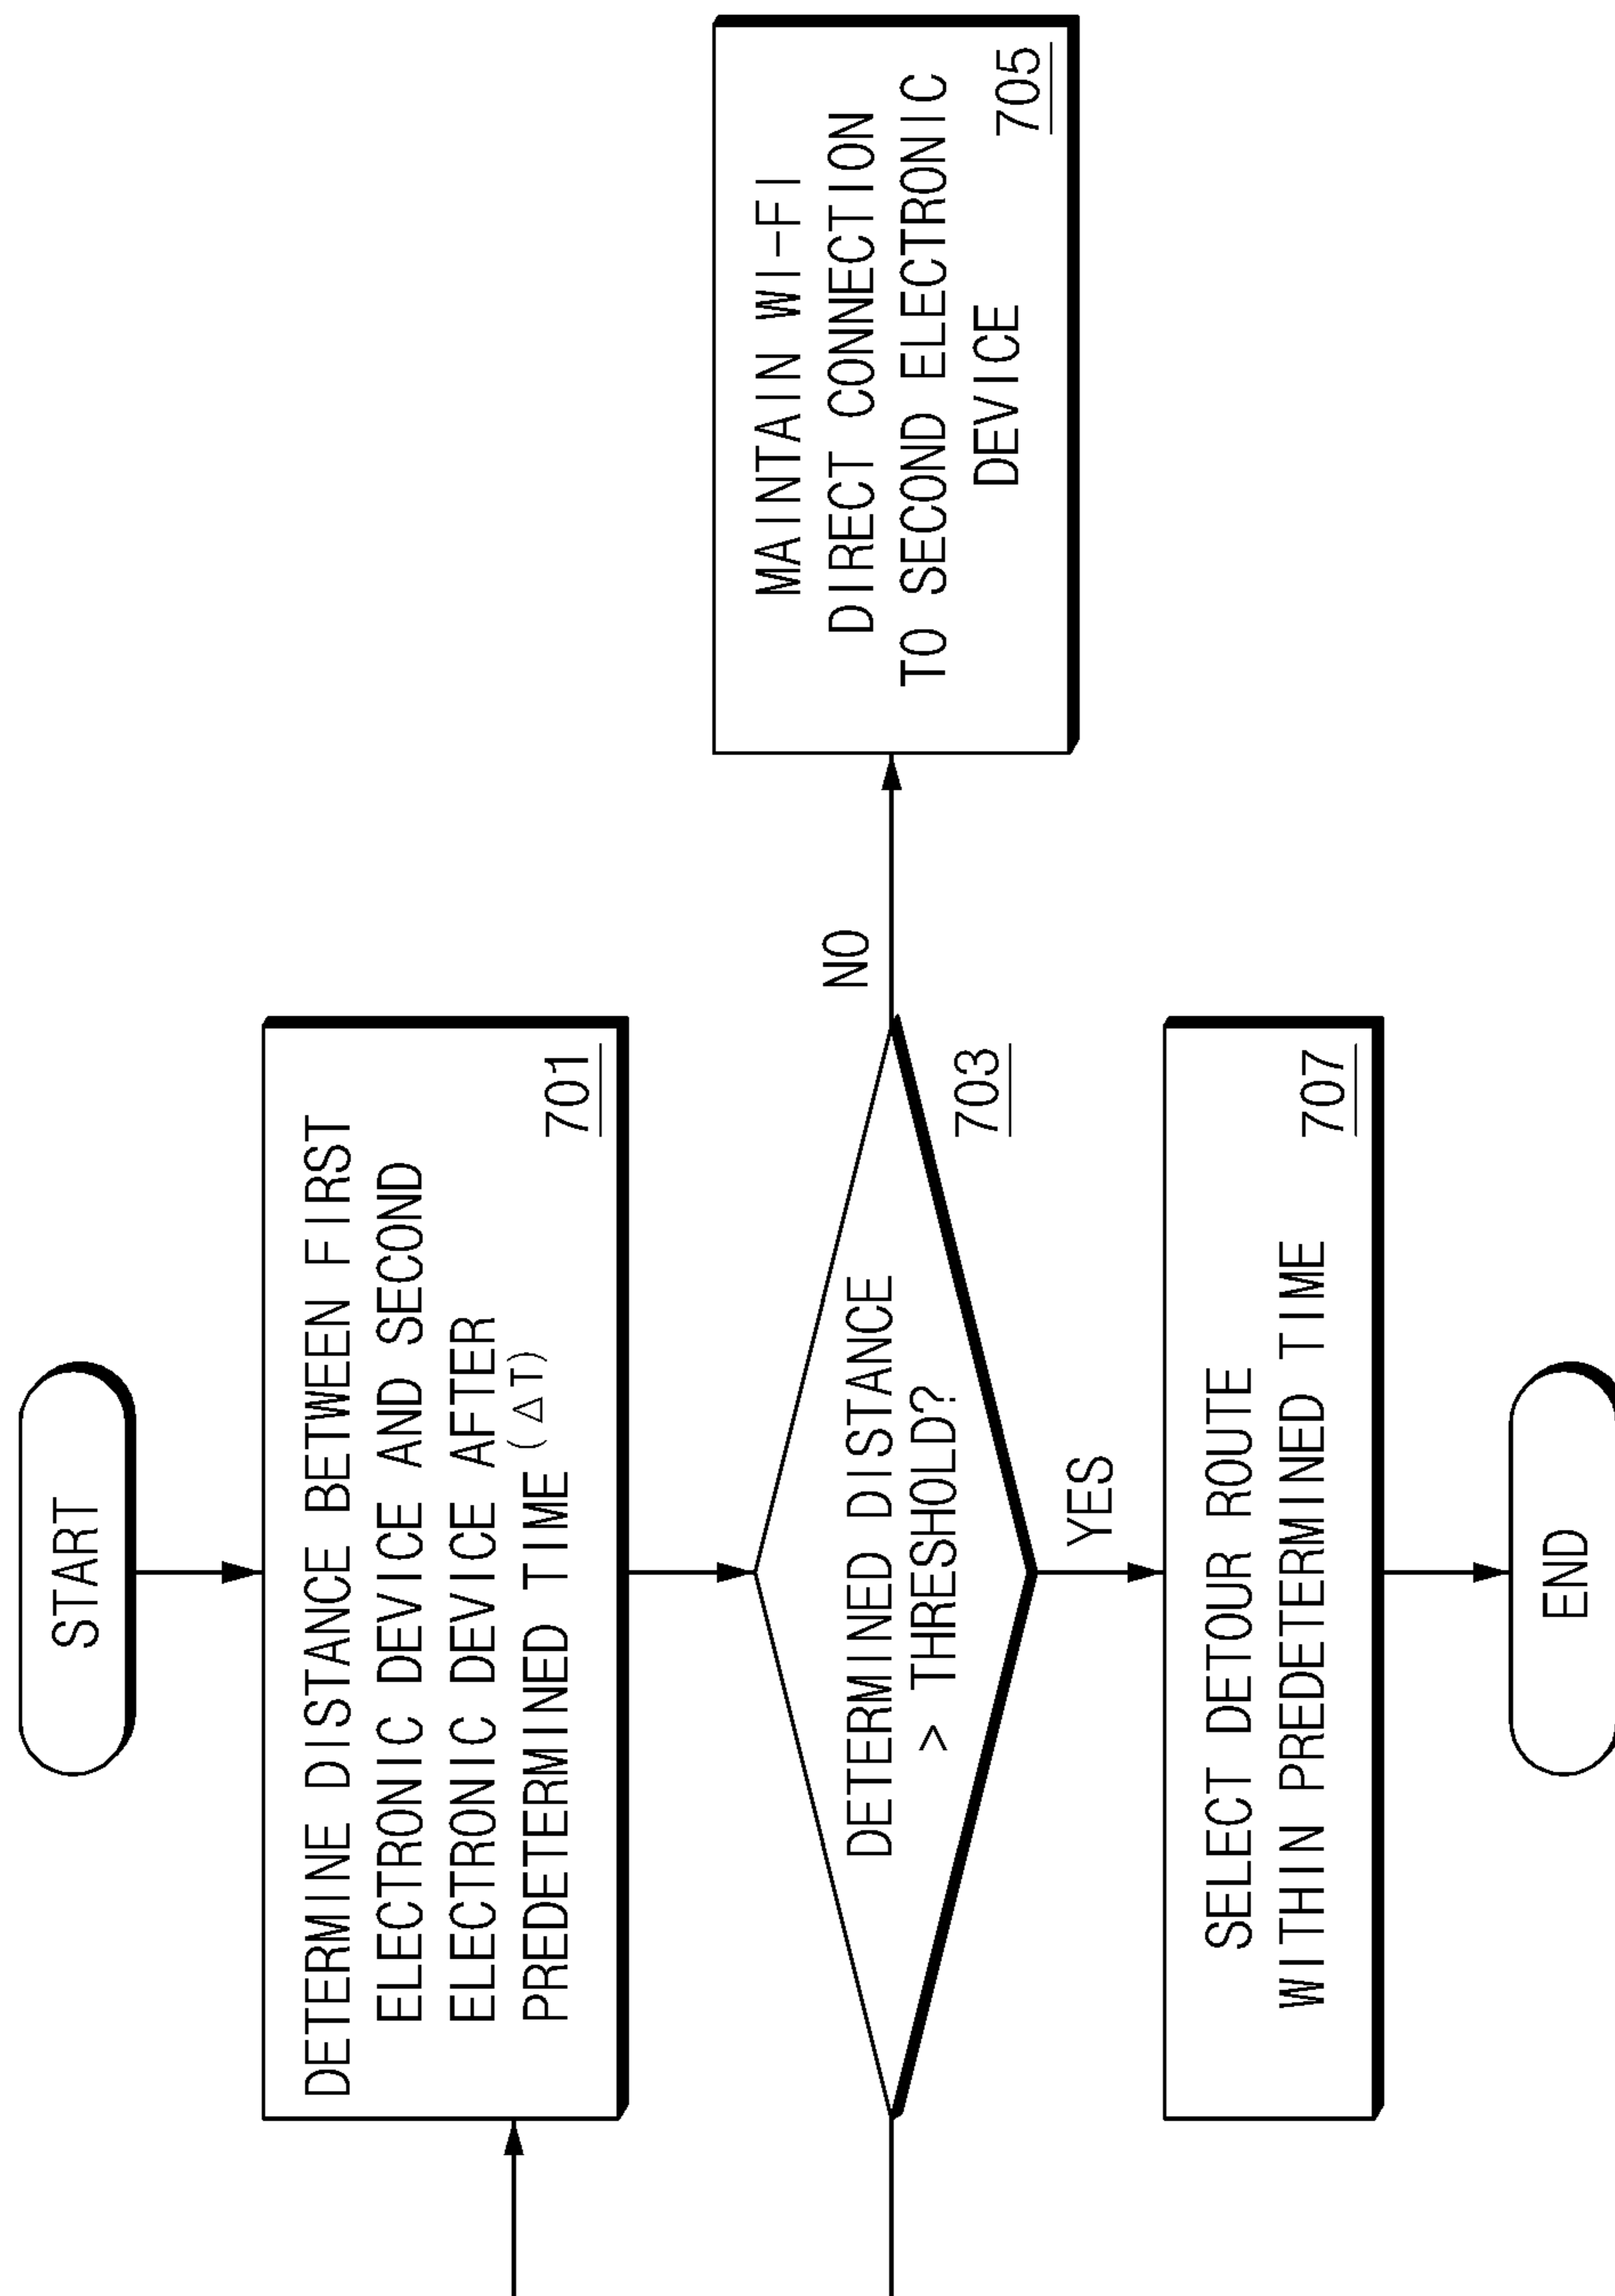 START
DETERMINE DISTANCE BETWEEN FIRST
ELECTRONIC DEVICE AND SECOND
ELECTRONIC DEVICE AFTER
PREDETERMINED TIME (△T)
701
DETERMINED DISTANCE
> THRESHOLD?
703
NO
MAINTAIN WI-FI
DIRECT CONNECTION
TO SECOND ELECTRONIC
DEVICE
705
YES
SELECT DETOUR ROUTE
WITHIN PREDETERMINED TIME
707
END